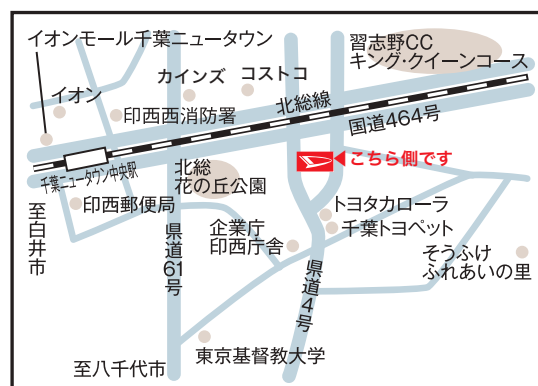 イオンモール千葉ニュータウン
習志野CC
キング・クイーンコース
カインズ
コストコ
イオン
印西西消防署
北総線
国道464号
こちら側です
千葉ニュータウン中央駅
北総
花の丘公園
印西郵便局
至白井市
県道61号
企業庁
印西庁舎
トヨタカローラ
千葉トヨペット
そうふけ
ふれあいの里
県道4号
東京基督教大学
至八千代市